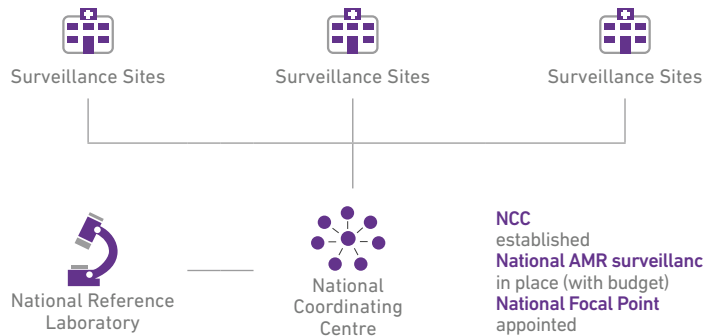 Surveillance Sites
Surveillance Sites
Surveillance Sites
National Reference
Laboratory
National
Coordinating
Centre
NCC
established
National AMR surveillanc
in place (with budget)
National Focal Point
appointed